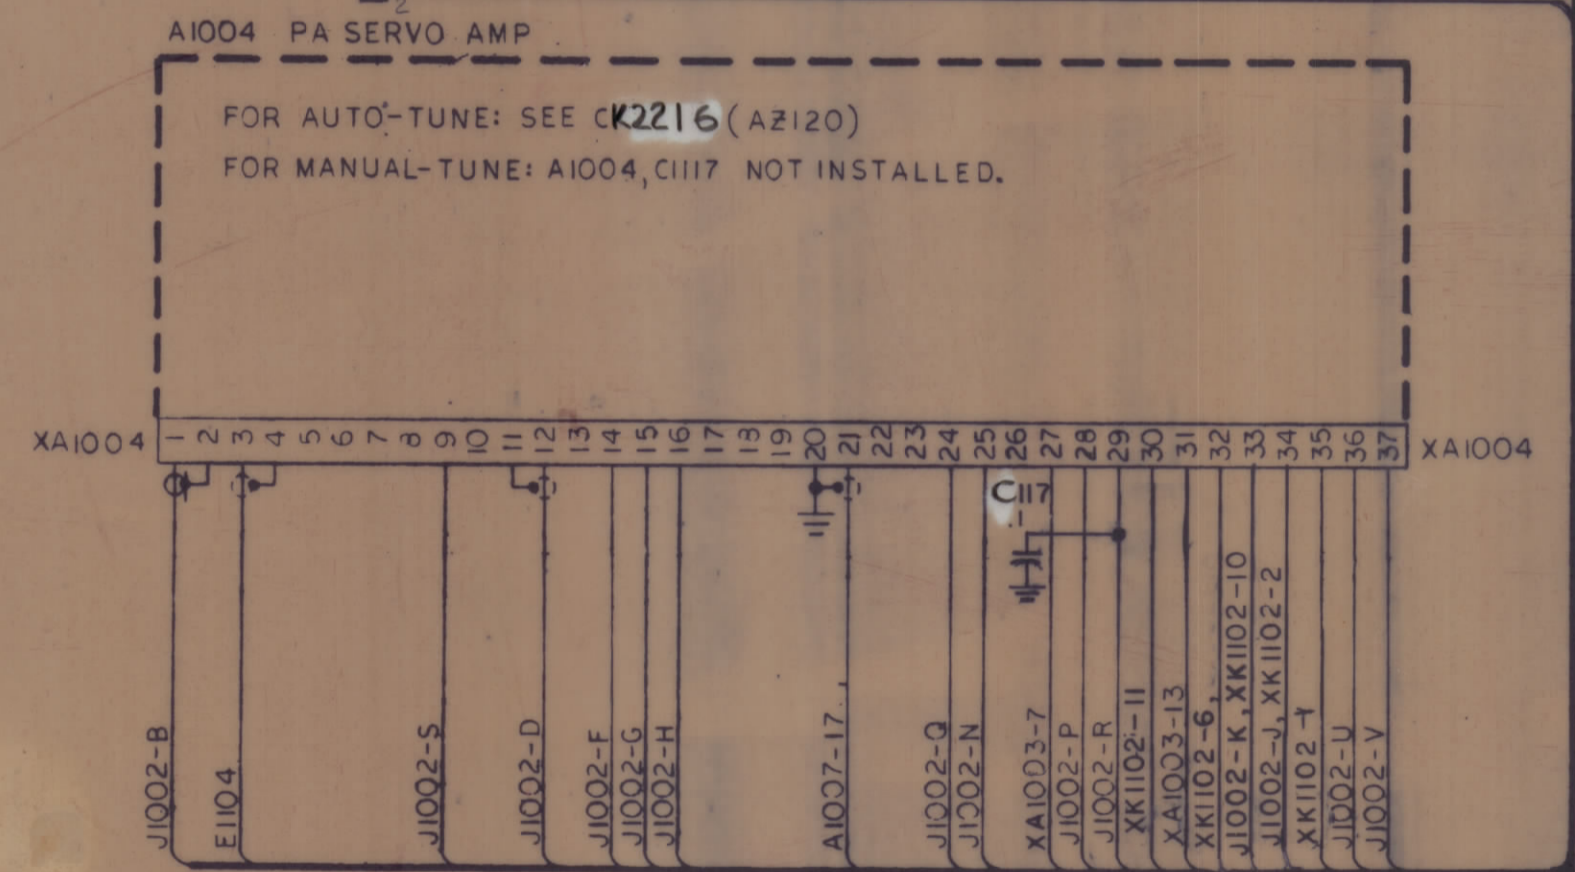 2
A1004 PA SERVO AMP
FOR AUTO-TUNE: SEE CK2216 (AZ120)
FOR MANUAL-TUNE: A1004, C1117 NOT INSTALLED.
XA1004 1 2 3 4 5 6 7 8 9 10 11 12 13 14 15 16 17 18 19 20 21 22 23 24 25 26 27 28 29 30 31 32 33 34 35 36 37 XA1004
C117
J1002-B
E1104
J1002-S
J1002-D
J1002-F
J1002-G
J1002-H
A1007-17
J1002-Q
J1002-N
XA1003-7
J1002-P
J1002-R
XK1102-11
XA1003-13
XK1102-6,
J1002-K, XK1102-10
J1002-J, XK1102-2
XK1102-1
J1002-U
J1002-V